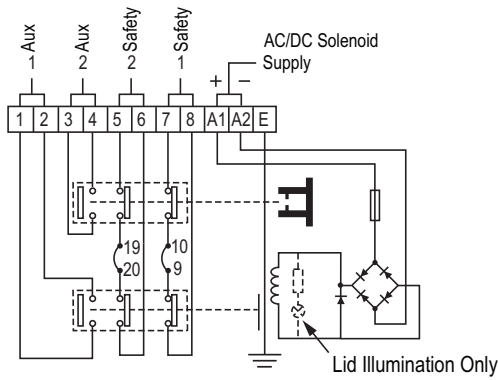 Aux 1
Aux 2
Safety 2
Safety 1
AC/DC Solenoid
Supply
+ −
1 2 3 4 5 6 7 8 A1 A2 E
19
20
10
9
Lid Illumination Only